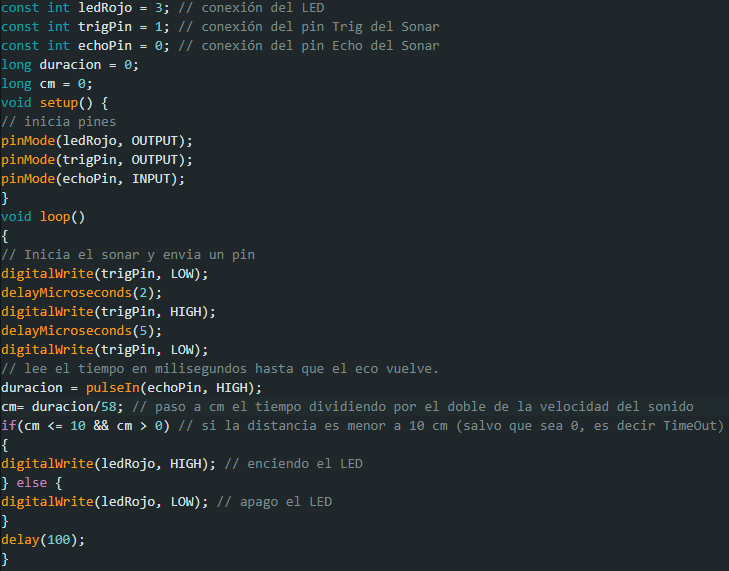 const int ledRojo = 3; // conexión del LED
const int trigPin = 1; // conexión del pin Trig del Sonar
const int echoPin = 0; // conexión del pin Echo del Sonar
long duracion = 0;
long cm = 0;
void setup() {
// inicia pines
pinMode(ledRojo, OUTPUT);
pinMode(trigPin, OUTPUT);
pinMode(echoPin, INPUT);
}
void loop()
{
// Inicia el sonar y envia un pin
digitalWrite(trigPin, LOW);
delayMicroseconds(2);
digitalWrite(trigPin, HIGH);
delayMicroseconds(5);
digitalWrite(trigPin, LOW);
// lee el tiempo en milisegundos hasta que el eco vuelve.
duracion = pulseIn(echoPin, HIGH);
cm= duracion/58; // paso a cm el tiempo dividiendo por el doble de la velocidad del sonido
if(cm <= 10 && cm > 0) // si la distancia es menor a 10 cm (salvo que sea 0, es decir TimeOut)
{
digitalWrite(ledRojo, HIGH); // enciendo el LED
} else {
digitalWrite(ledRojo, LOW); // apago el LED
}
delay(100);
}